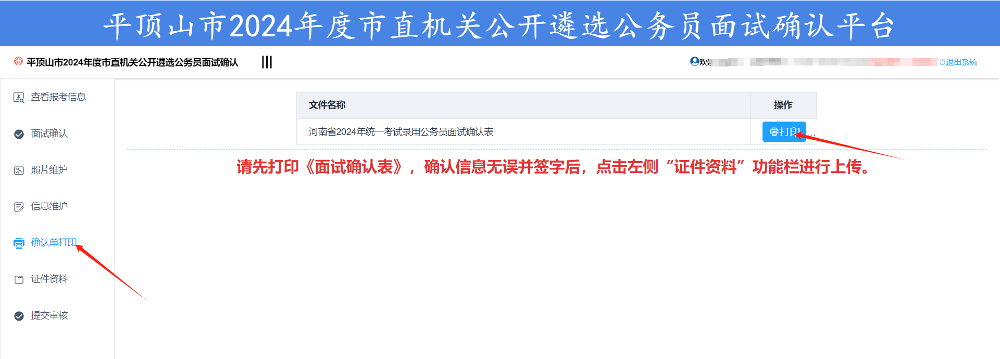 平顶山市2024年度市直机关公开遴选公务员面试确认平台
平顶山市2024年度市直机关公开遴选公务员面试确认
欢
退出系统
查看报考信息
面试确认
照片维护
信息维护
确认单打印
证件资料
提交审核
文件名称 操作
河南省2024年统一考试录用公务员面试确认表 打印 ...
请先打印《面试确认表》，确认信息无误并签字后，点击左侧“证件资料”功能栏进行上传。